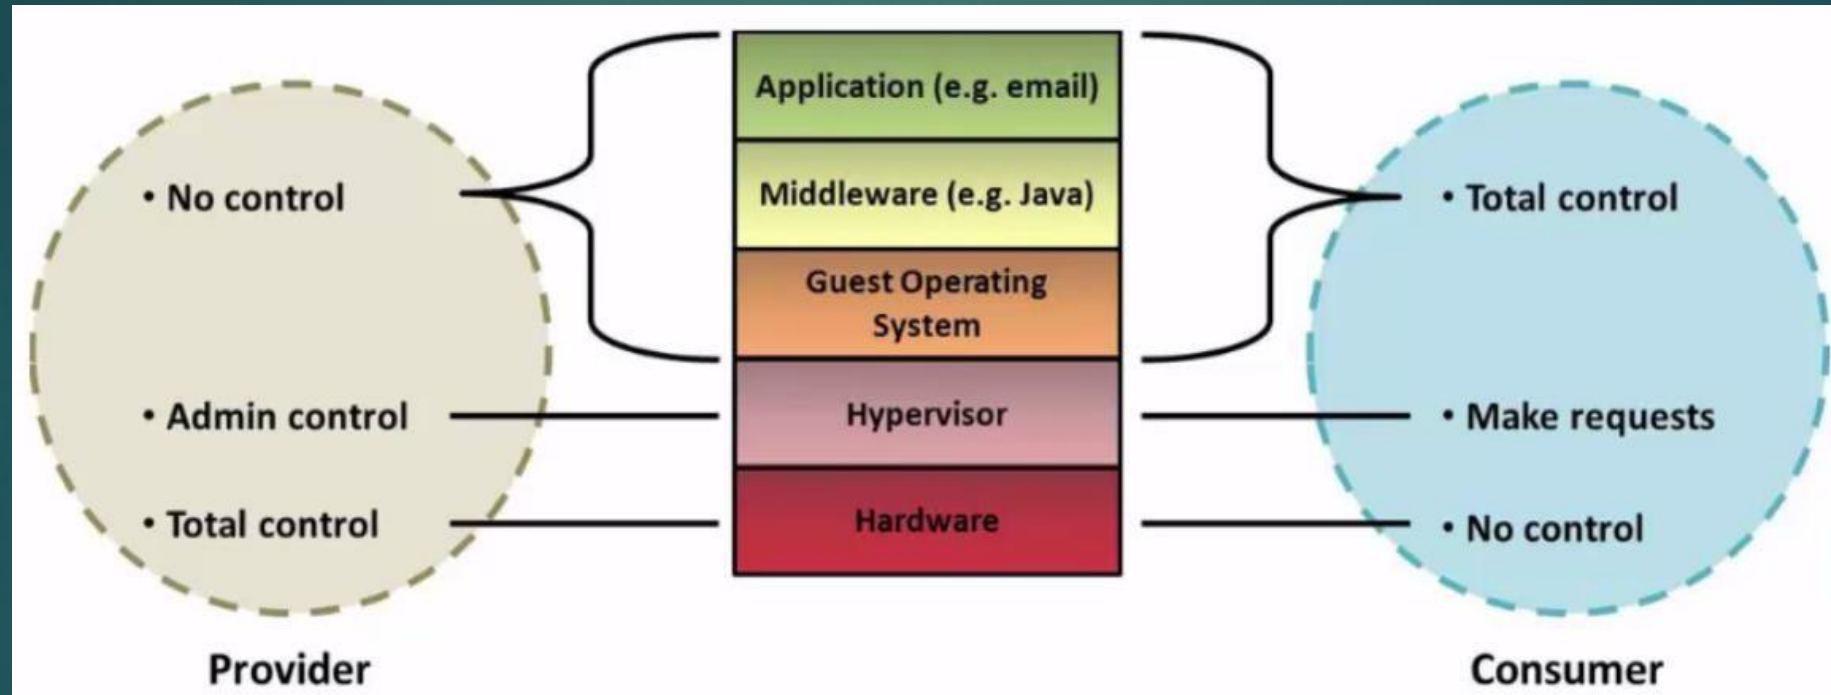 Application (e.g. email)
• No control
Middleware (e.g. Java)
• Total control
Guest Operating
System
• Admin control
Hypervisor
• Make requests
• Total control
Hardware
• No control
Provider
Consumer